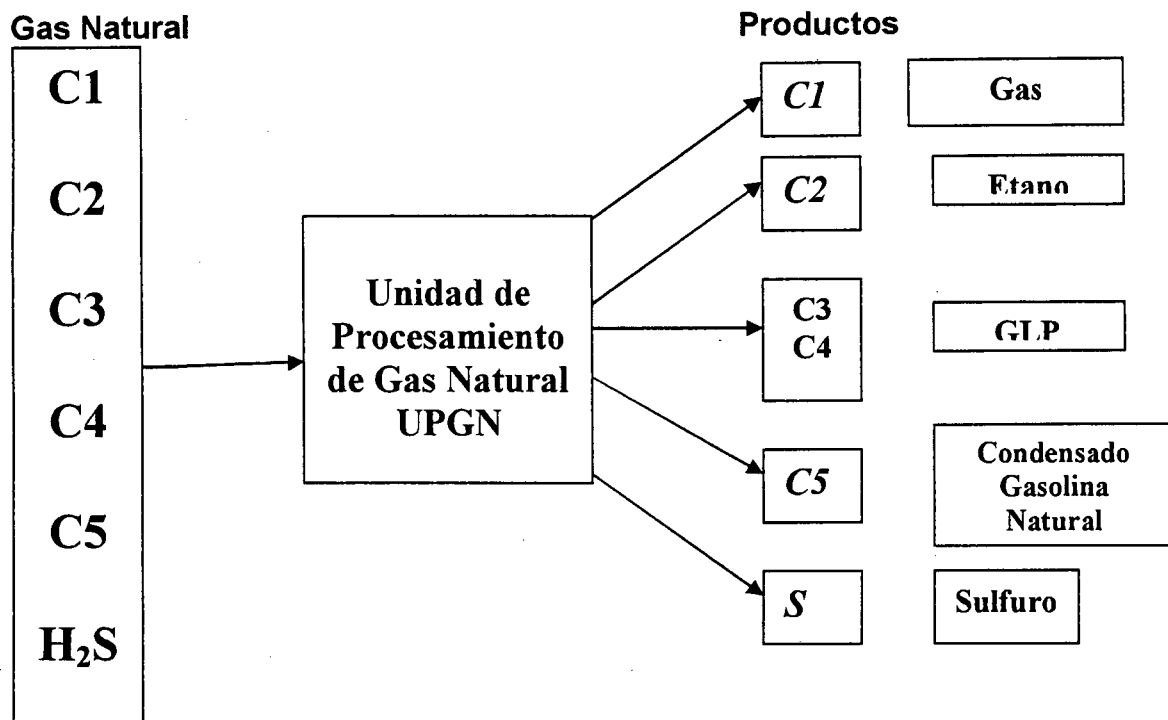 Gas Natural
C1
C2
C3
C4
C5
H₂S
Unidad de
Procesamiento
de Gas Natural
UPGN
Productos
C1
Gas
C2
Etano
C3
C4
GLP
C5
Condensado
Gasolina
Natural
S
Sulfuro